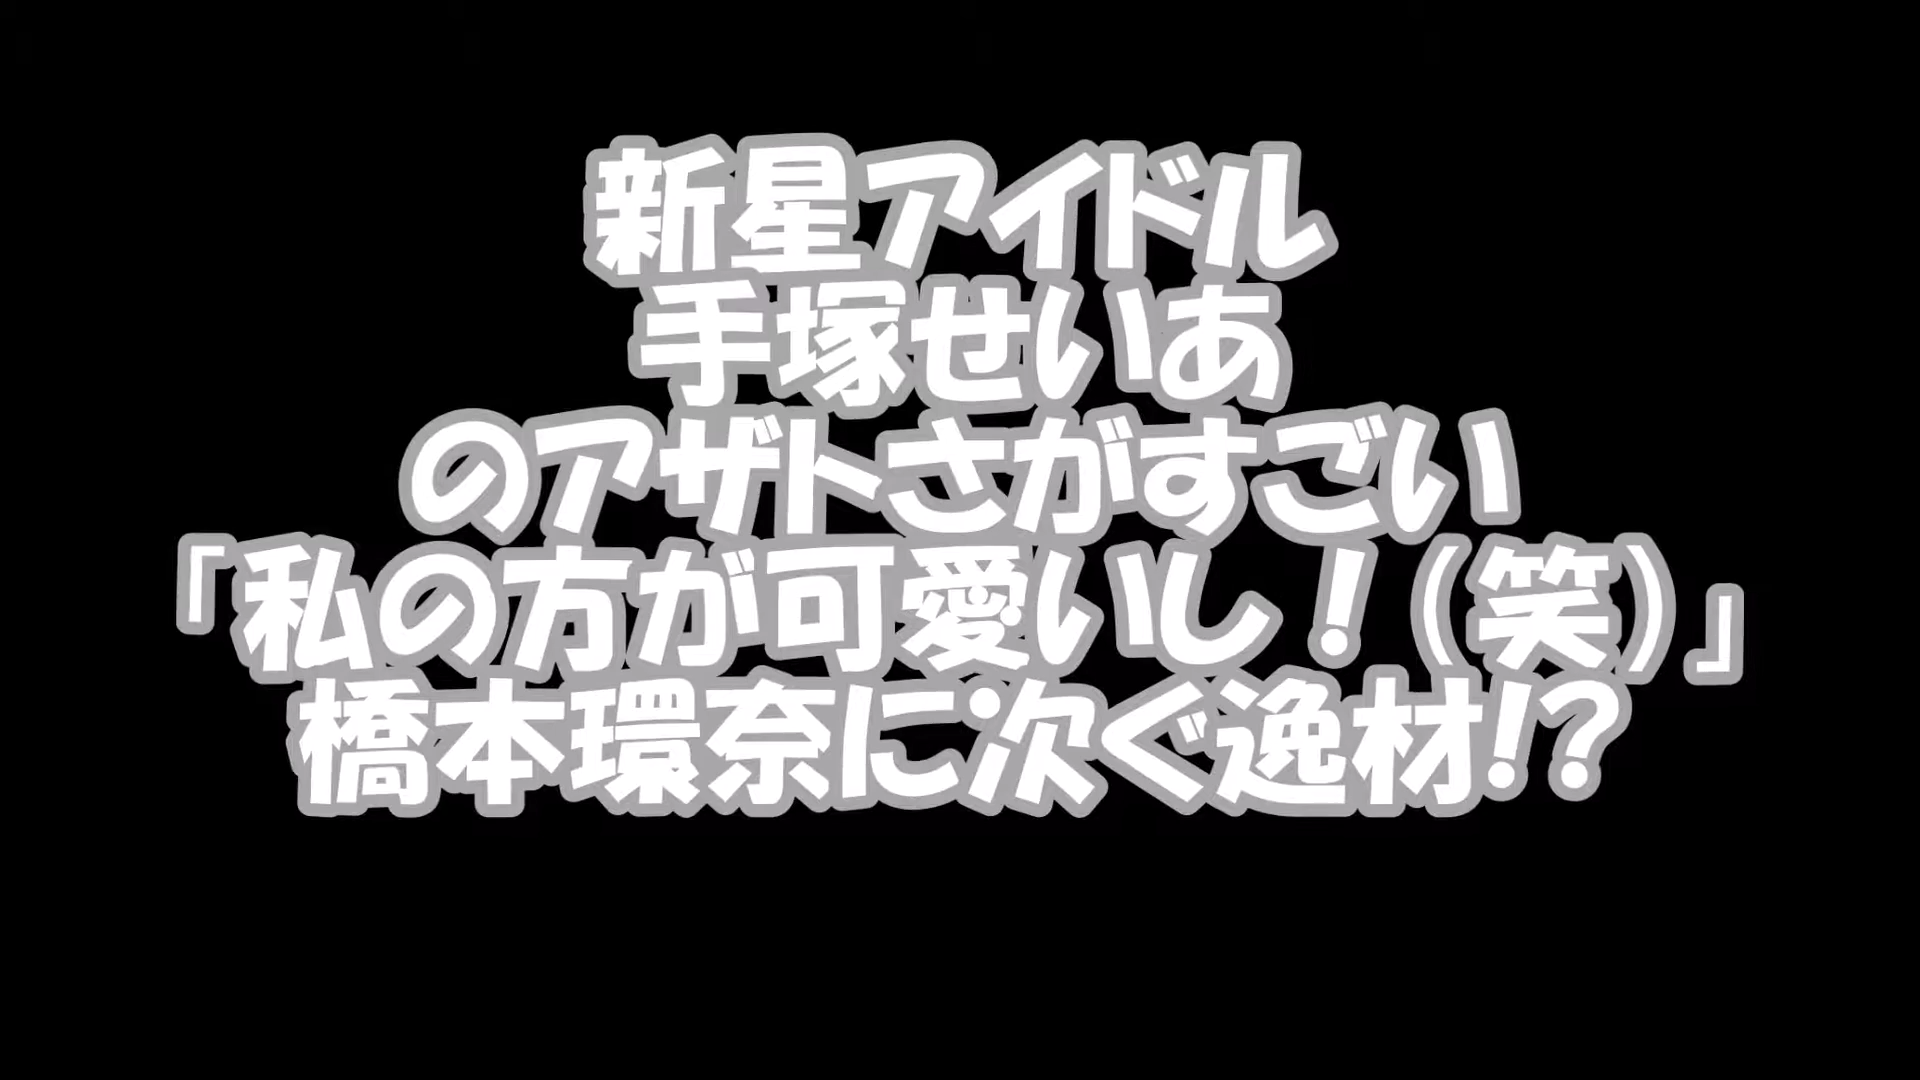 新星アイドル
手塚せいあ
のアザトさがすごい
「私の方が可愛いし！(笑)」
橋本環奈に次ぐ逸材!?